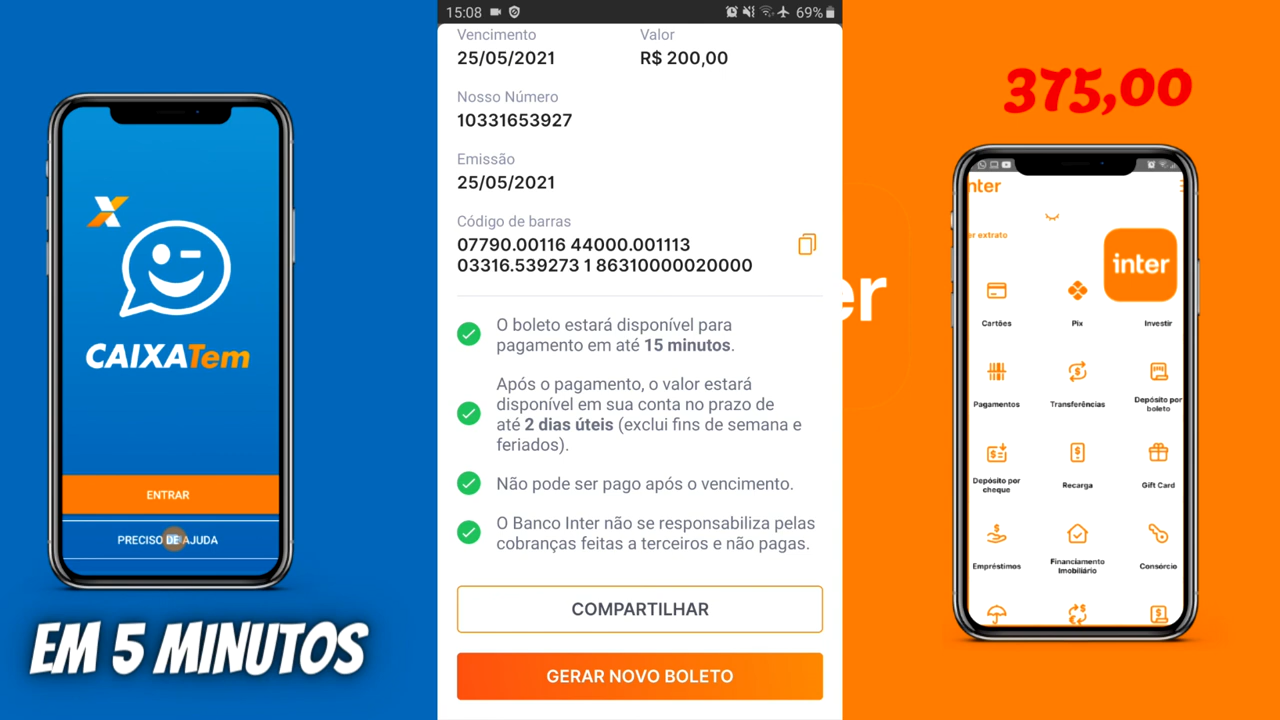 CAIXATem
ENTRAR
PRECISO DE AJUDA
EM 5 MINUTOS
15:08
69%
Vencimento
Valor
25/05/2021
R$ 200,00
Nosso Número
10331653927
Emissão
25/05/2021
Código de barras
07790.00116 44000.001113
03316.539273 1 86310000020000
O boleto estará disponível para
pagamento em até 15 minutos.
Após o pagamento, o valor estará
disponível em sua conta no prazo de
até 2 dias úteis (exclui fins de semana e
feriados).
Não pode ser pago após o vencimento.
O Banco Inter não se responsabiliza pelas
cobranças feitas a terceiros e não pagas.
COMPARTILHAR
GERAR NOVO BOLETO
er
375,00
nter
er extrato
inter
Cartões
Pix
Investir
Pagamentos
Transferências
Depósito por
boleto
Depósito por
cheque
Recarga
Gift Card
Empréstimos
Financiamento
Imobiliário
Consórcio